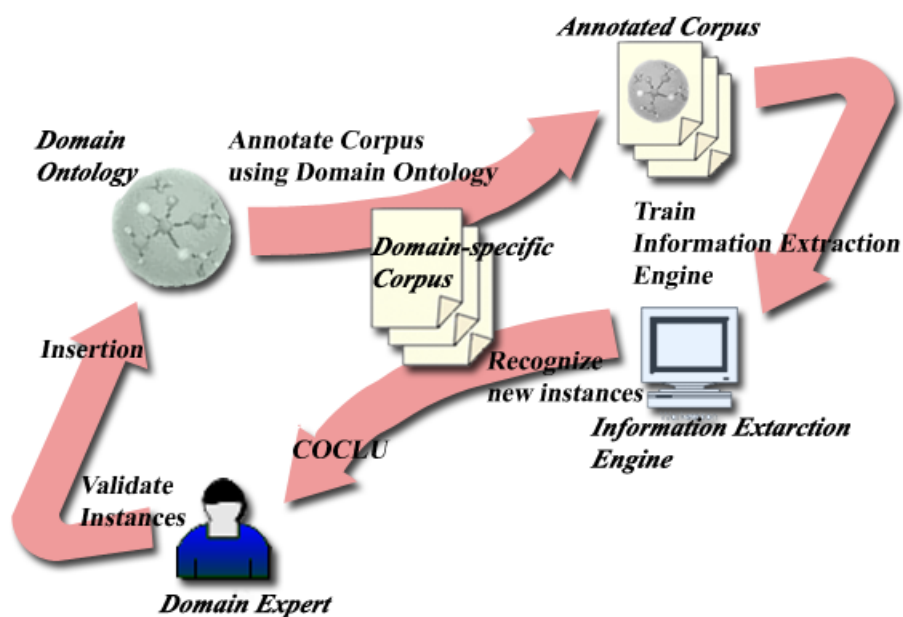 Annotated Corpus
Domain
Ontology
Annotate Corpus
using Domain Ontology
Domain-specific
Corpus
Train
Information Extraction
Engine
Insertion
Recognize
new instances
Information Extarction
Engine
COCLU
Validate
Instances
Domain Expert